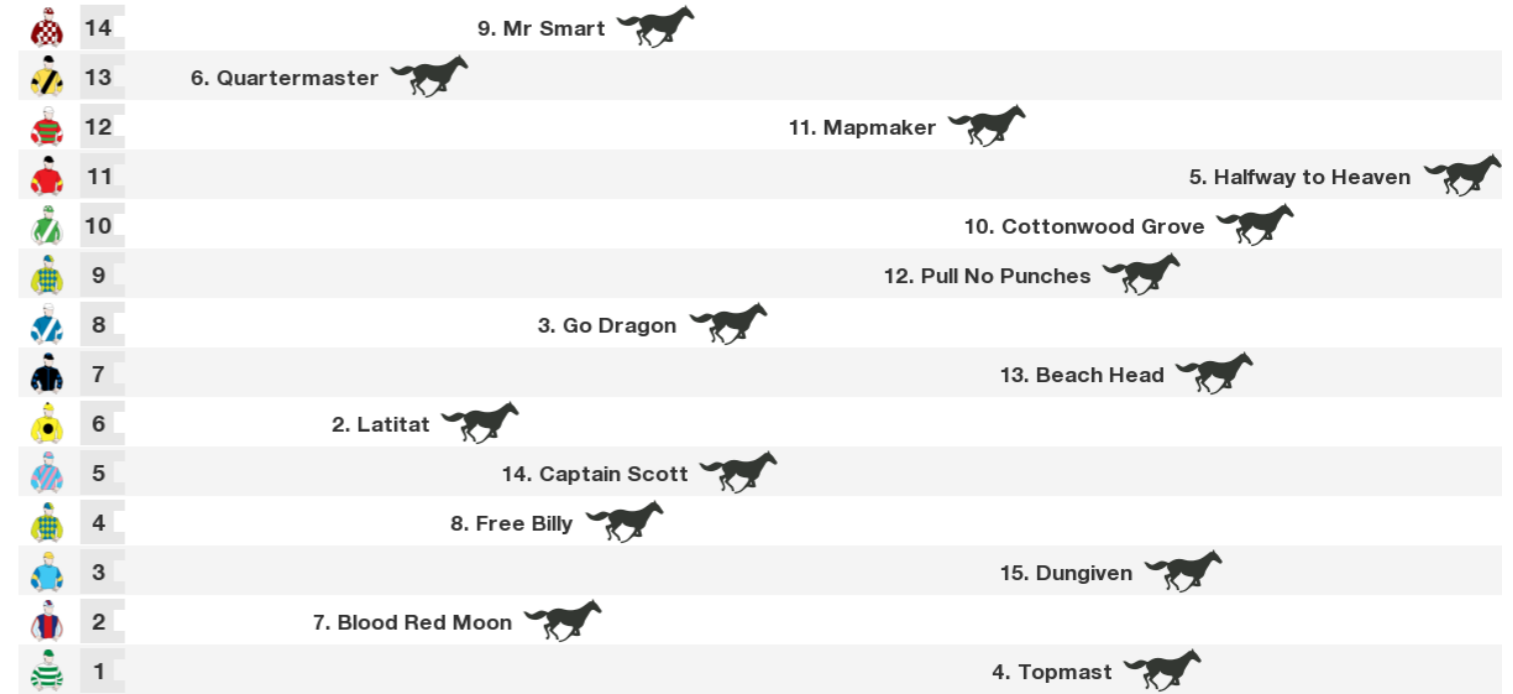 14 9. Mr Smart
13 6. Quartermaster
12 11. Mapmaker
11 5. Halfway to Heaven
10 10. Cottonwood Grove
9 12. Pull No Punches
8 3. Go Dragon
7 13. Beach Head
6 2. Latitat
5 14. Captain Scott
4 8. Free Billy
3 15. Dungiven
2 7. Blood Red Moon
1 4. Topmast